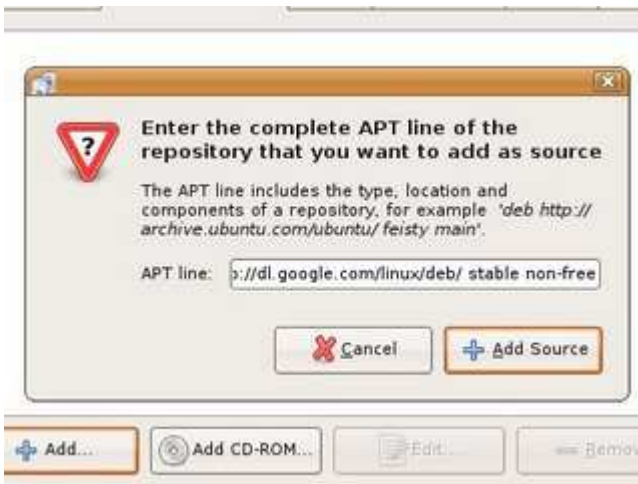 Enter the complete APT line of the
repository that you want to add as source
The APT line includes the type, location and
components of a repository, for example 'deb http://
archive.ubuntu.com/ubuntu/ feisty main'.
APT line: ://dl.google.com/linux/deb/ stable non-free
Cancel
Add Source
Add...
Add CD-ROM...
Edit...